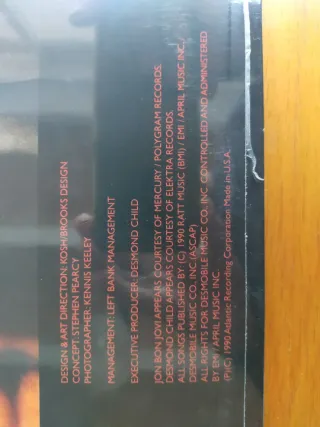 DESIGN & ART DIRECTION: KOSH/BROOKS DESIGN
CONCEPT: STEPHEN PEARCY
PHOTOGRAPHER: KENNIS KEELEY
MANAGEMENT: LEFT BANK MANAGEMENT
EXECUTIVE PRODUCER: DESMOND CHILD
JON BON JOVI APPEARS COURTESY OF MERCURY / POLYGRAM RECORDS.
DESMOND CHILD APPEARS COURTESY OF ELEKTRA RECORDS.
ALL SONGS PUBLISHED BY: (C) 1990 RATT MUSIC (BMI) / EMI / APRIL MUSIC INC./
DESMOBILE MUSIC CO., INC. (ASCAP)
ALL RIGHTS FOR DESMOBILE MUSIC CO. INC. CONTROLLED AND ADMINISTERED
BY EMI / APRIL MUSIC INC.
(P)(C) 1990 Atlantic Recording Corporation Made in U.S.A.